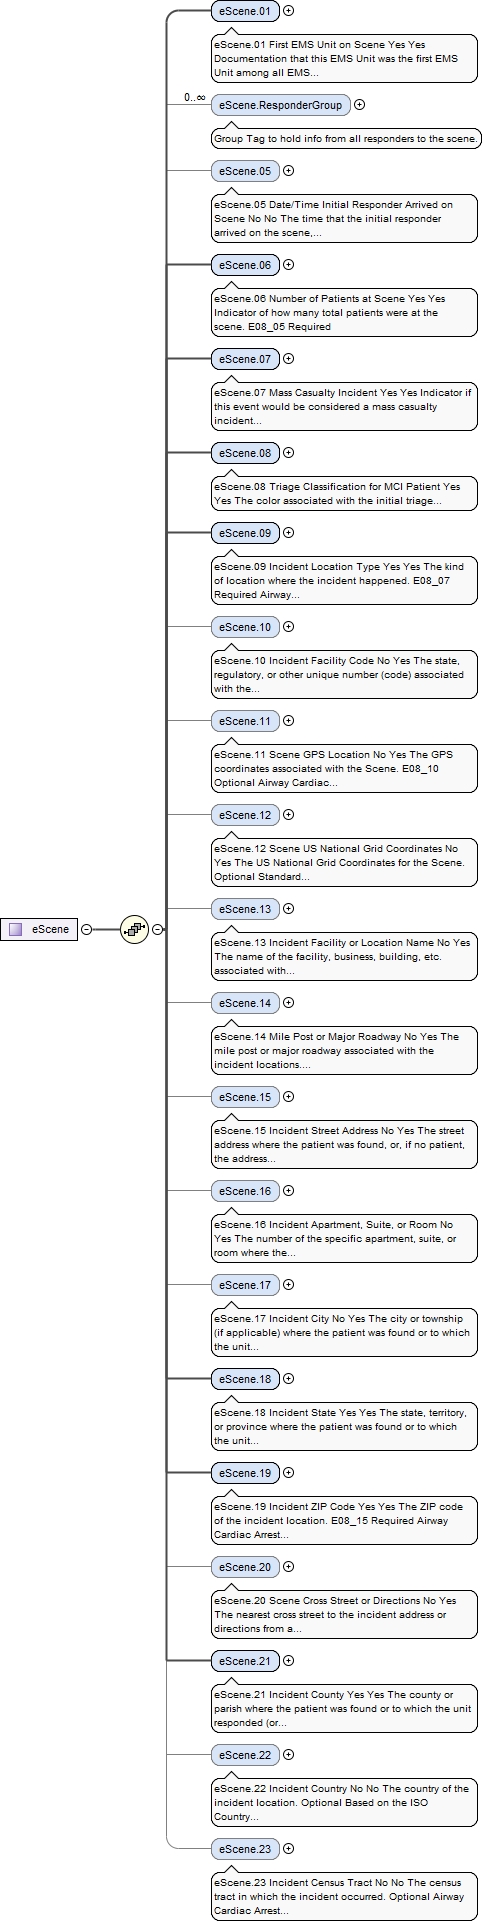 eScene.01
eScene.01 First EMS Unit on Scene Yes Yes
Documentation that this EMS Unit was the first EMS
Unit among all EMS...
0..∞
eScene.ResponderGroup
Group Tag to hold info from all responders to the scene.
eScene.05
eScene.05 Date/Time Initial Responder Arrived on
Scene No No The time that the initial responder
arrived on the scene,...
eScene.06
eScene.06 Number of Patients at Scene Yes Yes
Indicator of how many total patients were at the
scene. E08_05 Required
eScene.07
eScene.07 Mass Casualty Incident Yes Yes Indicator if
this event would be considered a mass casualty
incident...
eScene.08
eScene.08 Triage Classification for MCI Patient Yes
Yes The color associated with the initial triage...
eScene.09
eScene.09 Incident Location Type Yes Yes The kind
of location where the incident happened. E08_07
Required Airway...
eScene.10
eScene.10 Incident Facility Code No Yes The state,
regulatory, or other unique number (code) associated
with the...
eScene.11
eScene.11 Scene GPS Location No Yes The GPS
coordinates associated with the Scene. E08_10
Optional Airway Cardiac...
eScene.12
eScene.12 Scene US National Grid Coordinates No
Yes The US National Grid Coordinates for the Scene.
Optional Standard...
eScene
eScene.13
eScene.13 Incident Facility or Location Name No Yes
The name of the facility, business, building, etc.
associated with...
eScene.14
eScene.14 Mile Post or Major Roadway No Yes The
mile post or major roadway associated with the
incident locations....
eScene.15
eScene.15 Incident Street Address No Yes The street
address where the patient was found, or, if no patient,
the address...
eScene.16
eScene.16 Incident Apartment, Suite, or Room No
Yes The number of the specific apartment, suite, or
room where the...
eScene.17
eScene.17 Incident City No Yes The city or township
(if applicable) where the patient was found or to which
the unit...
eScene.18
eScene.18 Incident State Yes Yes The state, territory,
or province where the patient was found or to which
the unit...
eScene.19
eScene.19 Incident ZIP Code Yes Yes The ZIP code
of the incident location. E08_15 Required Airway
Cardiac Arrest...
eScene.20
eScene.20 Scene Cross Street or Directions No Yes
The nearest cross street to the incident address or
directions from a...
eScene.21
eScene.21 Incident County Yes Yes The county or
parish where the patient was found or to which the unit
responded (or...
eScene.22
eScene.22 Incident Country No No The country of the
incident location. Optional Based on the ISO
Country...
eScene.23
eScene.23 Incident Census Tract No No The census
tract in which the incident occurred. Optional Airway
Cardiac Arrest...